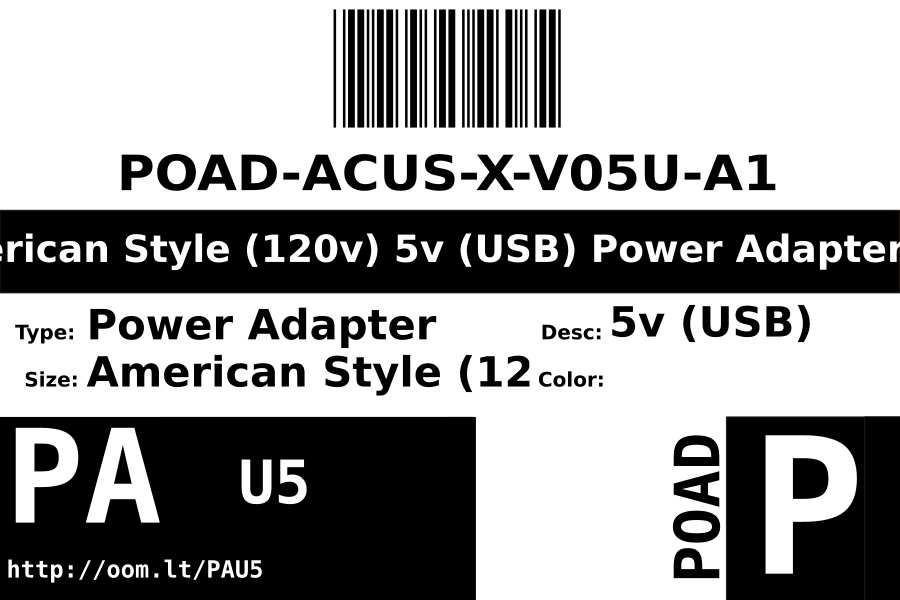 POAD-ACUS-X-V05U-A1
erican Style (120v) 5v (USB) Power Adapter
Type: Power Adapter Desc: 5v (USB)
Size: American Style (12 Color:
PA U5
http://oom.lt/PAU5
POAD
P